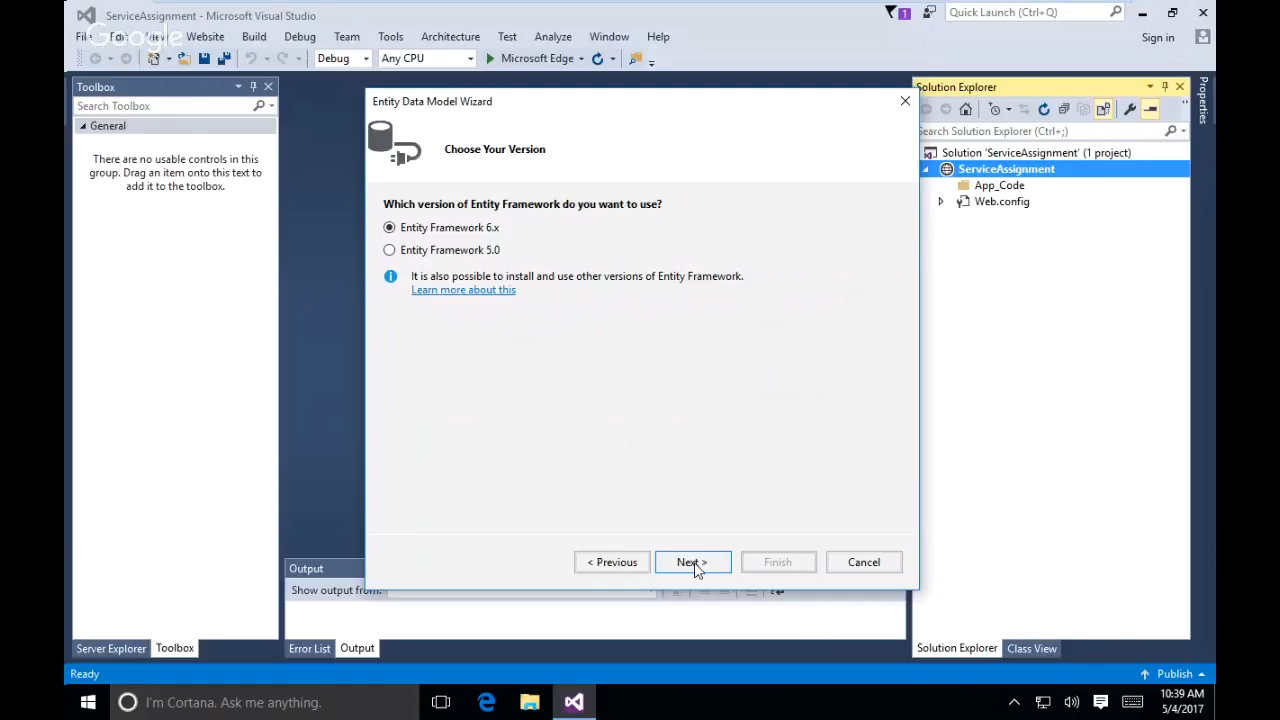 ServiceAssignment - Microsoft Visual Studio
1
Quick Launch (Ctrl+Q)
Google
Website Build Debug Team Tools Architecture Test Analyze Window Help
Sign in
Debug Any CPU Microsoft Edge
Toolbox
Search Toolbox
General
There are no usable controls in this
group. Drag an item onto this text to
add it to the toolbox.
Server Explorer Toolbox
Entity Data Model Wizard
Choose Your Version
Which version of Entity Framework do you want to use?
Entity Framework 6.x
Entity Framework 5.0
It is also possible to install and use other versions of Entity Framework.
Learn more about this
< Previous Next > Finish Cancel
Output
Show output from:
Error List Output
Solution Explorer
Search Solution Explorer (Ctrl+;)
Solution 'ServiceAssignment' (1 project)
ServiceAssignment
App_Code
Web.config
Solution Explorer Class View
Properties
Ready
Publish
I'm Cortana. Ask me anything.
10:39 AM
5/4/2017